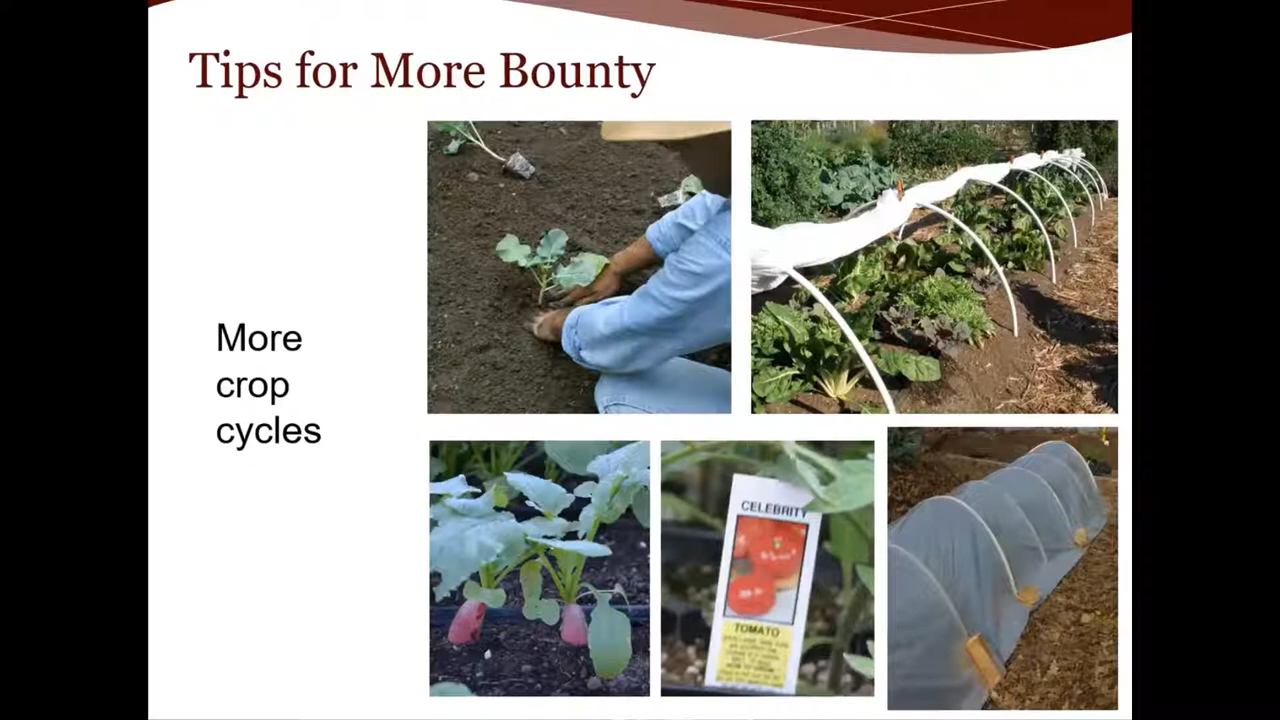 Tips for More Bounty
More
crop
cycles
CELEBRITY
TOMATO